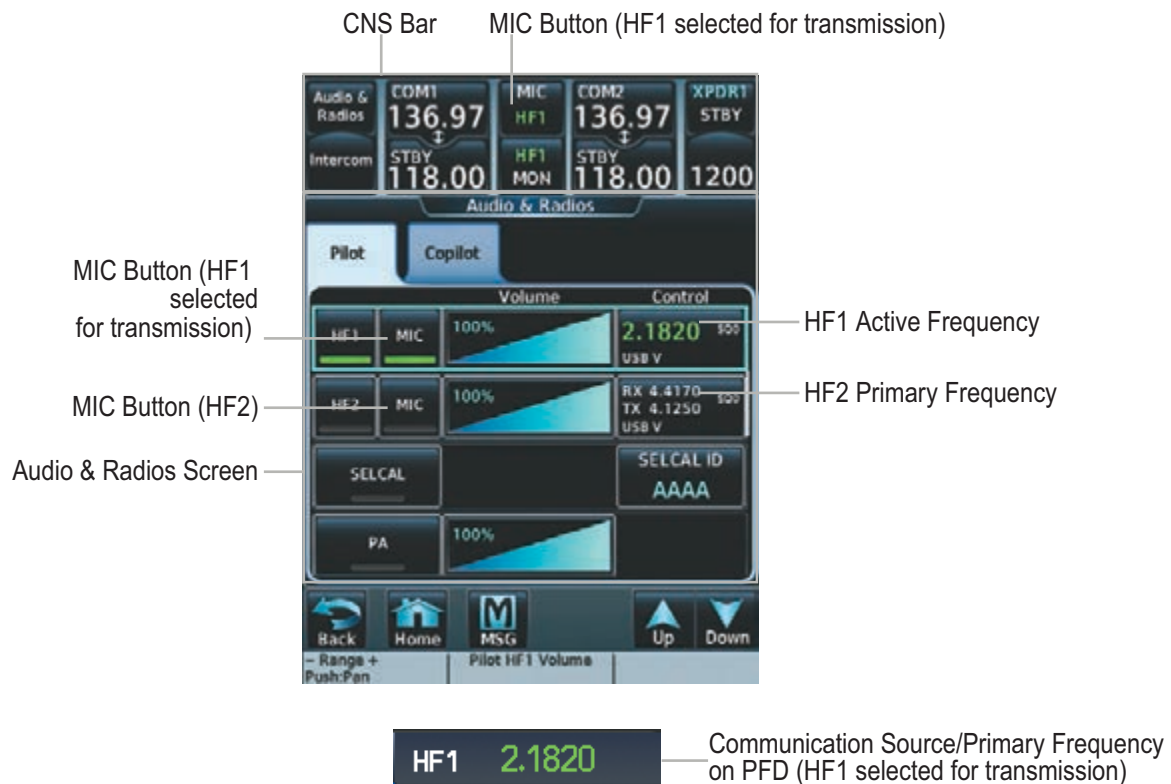 CNS Bar
MIC Button (HF1 selected for transmission)
Audio & Radios
COM1
136.97
MIC
HF1
COM2
136.97
XPDR1
STBY
Intercom
STBY
118.00
HF1
MON
STBY
118.00
1200
Audio & Radios
Pilot
Copilot
Volume
Control
MIC Button (HF1
selected
for transmission)
HF1
MIC
100%
2.1820
SQ0
USB V
HF1 Active Frequency
MIC Button (HF2)
HF2
MIC
100%
RX 4.4170
SQ0
TX 4.1250
USB V
HF2 Primary Frequency
Audio & Radios Screen
SELCAL
SELCAL ID
AAAA
PA
100%
Back
Home
MSG
Up
Down
– Range +
Push:Pan
Pilot HF1 Volume
HF1 2.1820
Communication Source/Primary Frequency
on PFD (HF1 selected for transmission)